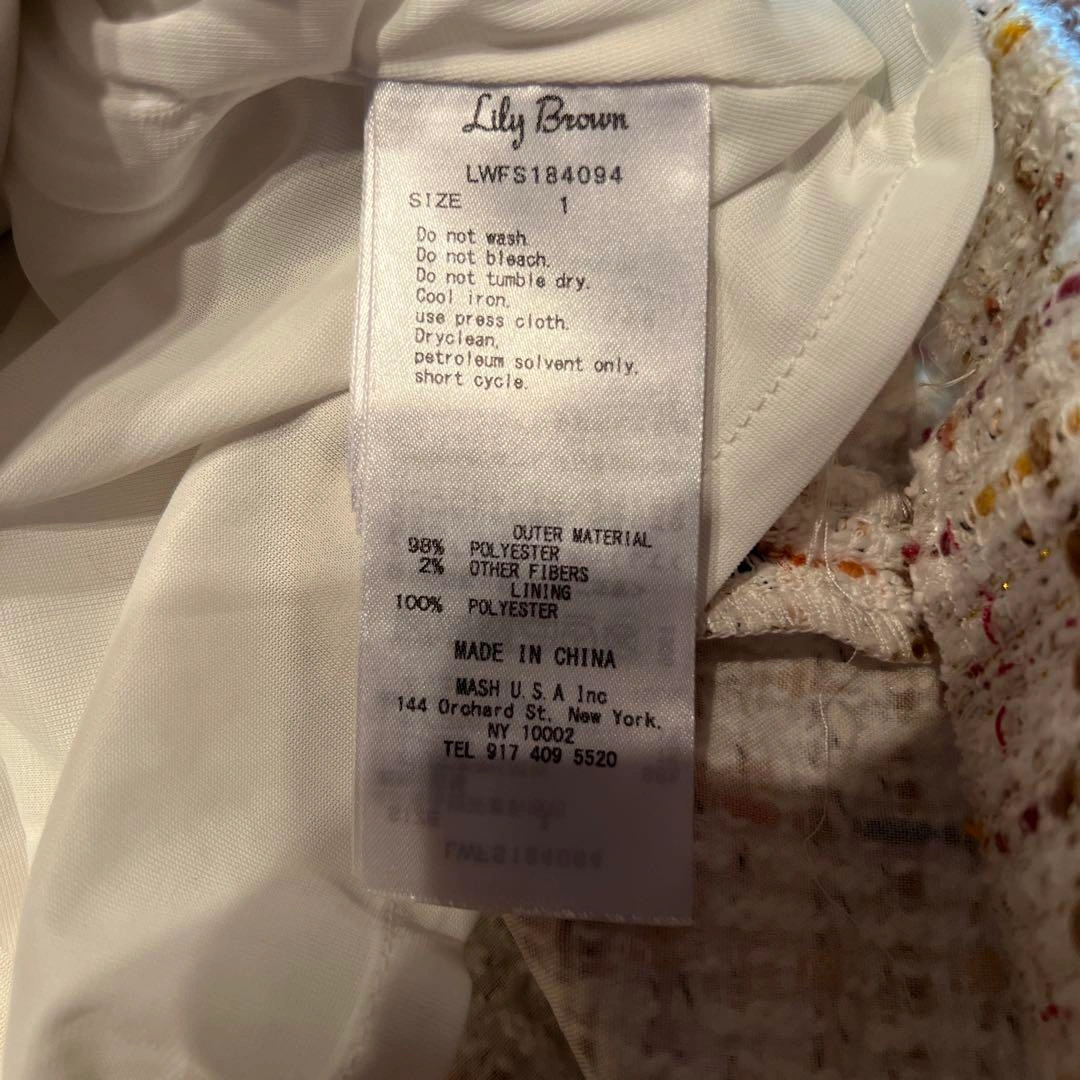 Lily Brown
LWFS184094
SIZE 1
Do not wash.
Do not bleach.
Do not tumble dry.
Cool iron,
use press cloth.
Dryclean,
petroleum solvent only,
short cycle.
OUTER MATERIAL
98% POLYESTER
2% OTHER FIBERS
LINING
100% POLYESTER
MADE IN CHINA
MASH U.S.A Inc
144 Orchard St. New York,
NY 10002
TEL 917 409 5520
SIZE
LWFS184094